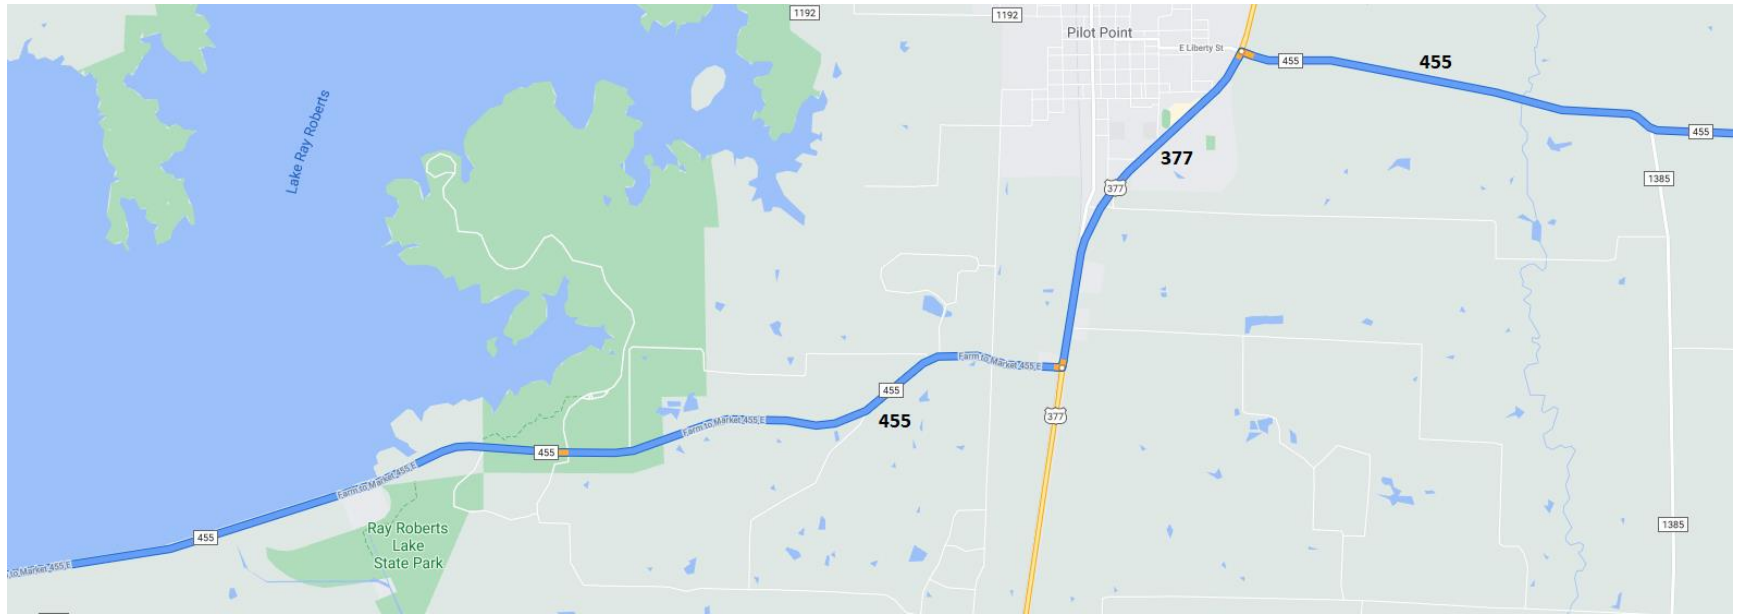 1192
1192
Pilot Point
E Liberty St
455
455
455
Lake Ray Roberts
377
1385
377
Farm to Market 455 E
455
377
455
Farm to Market 455 E
455
Farm to Market 455 E
1385
Ray Roberts
Lake
State Park
455
to Market 455 E